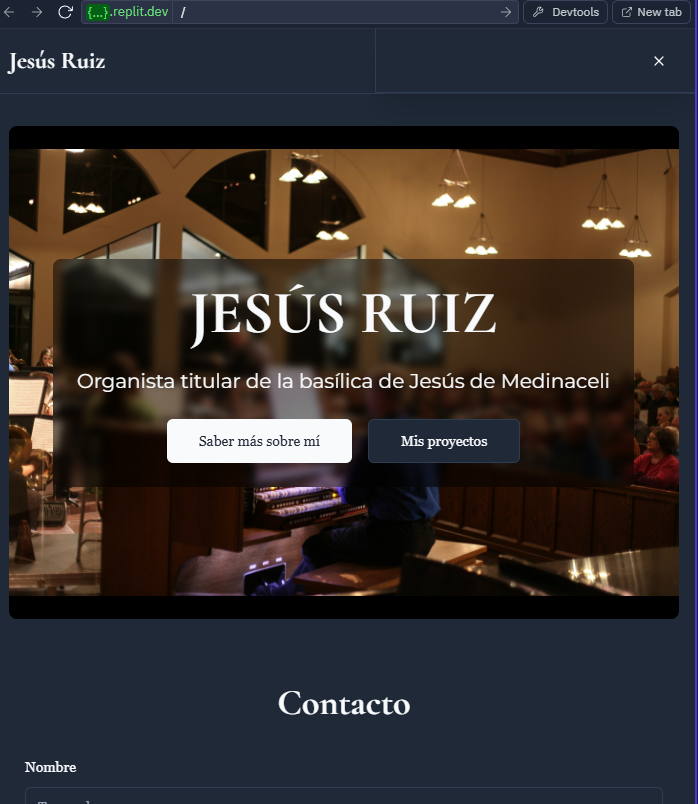 {...}.replit.dev /
Devtools
New tab
Jesús Ruiz
JESÚS RUIZ
Organista titular de la basílica de Jesús de Medinaceli
Saber más sobre mí
Mis proyectos
Contacto
Nombre